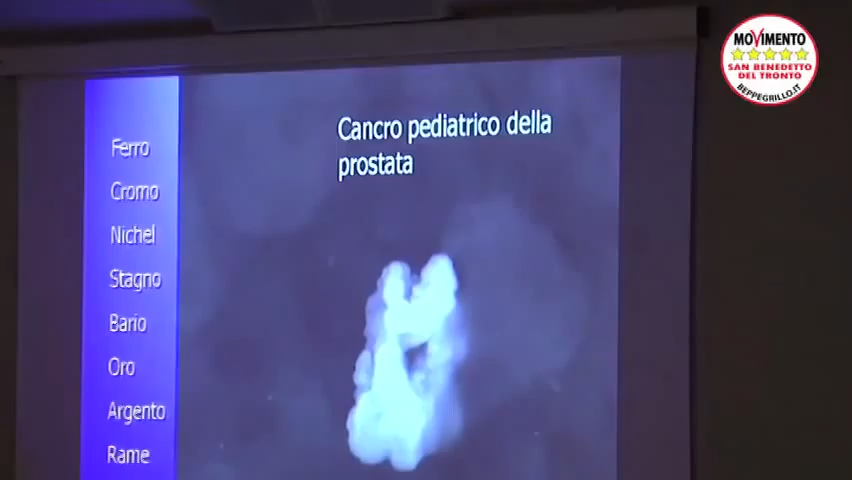 MOVIMENTO
SAN BENEDETTO
DEL TRONTO
BEPPEGRILLO.IT
Cancro pediatrico della
prostata
Ferro
Cromo
Nichel
Stagno
Bario
Oro
Argento
Rame